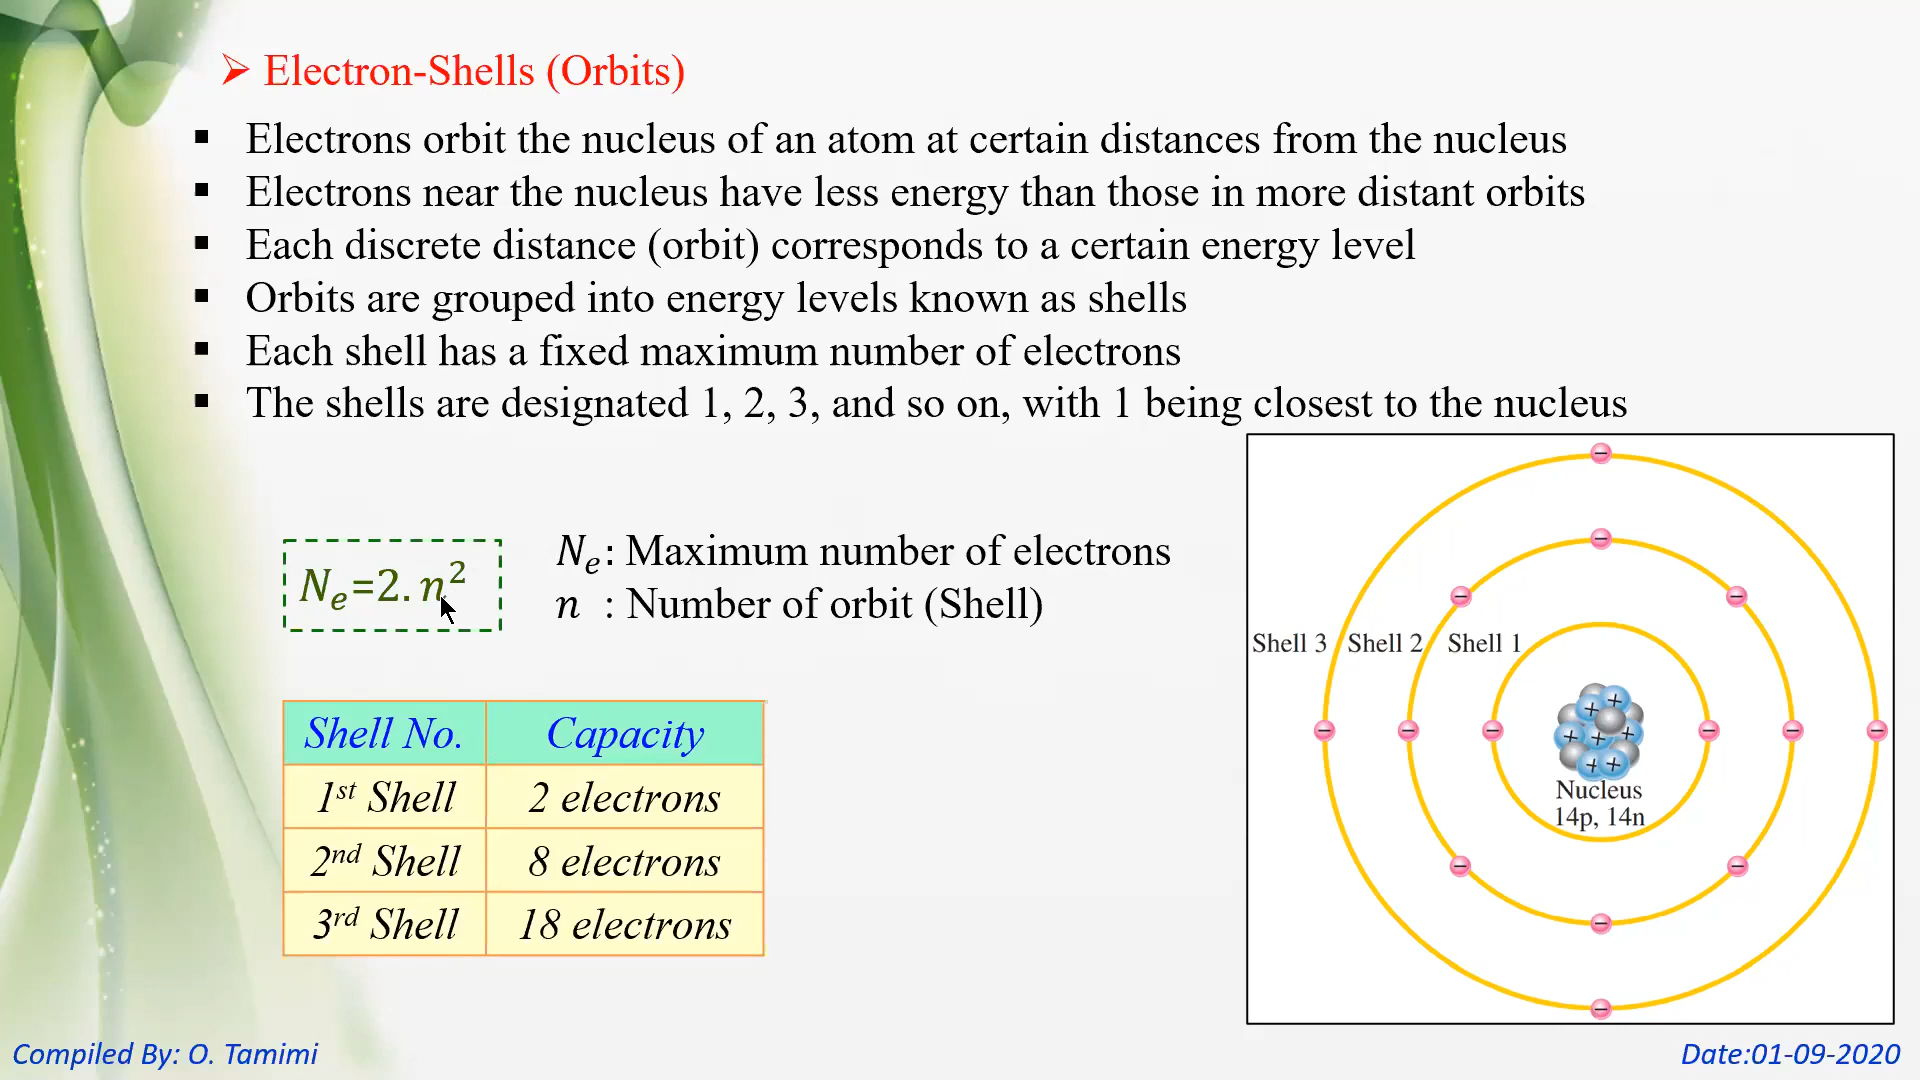 Electron-Shells (Orbits)
Electrons orbit the nucleus of an atom at certain distances from the nucleus
Electrons near the nucleus have less energy than those in more distant orbits
Each discrete distance (orbit) corresponds to a certain energy level
Orbits are grouped into energy levels known as shells
Each shell has a fixed maximum number of electrons
The shells are designated 1, 2, 3, and so on, with 1 being closest to the nucleus
Nₑ=2.n²
Nₑ: Maximum number of electrons
n : Number of orbit (Shell)
Shell No. Capacity
1st Shell 2 electrons
2nd Shell 8 electrons
3rd Shell 18 electrons
Shell 3 Shell 2 Shell 1
Nucleus
14p, 14n
Compiled By: O. Tamimi
Date:01-09-2020